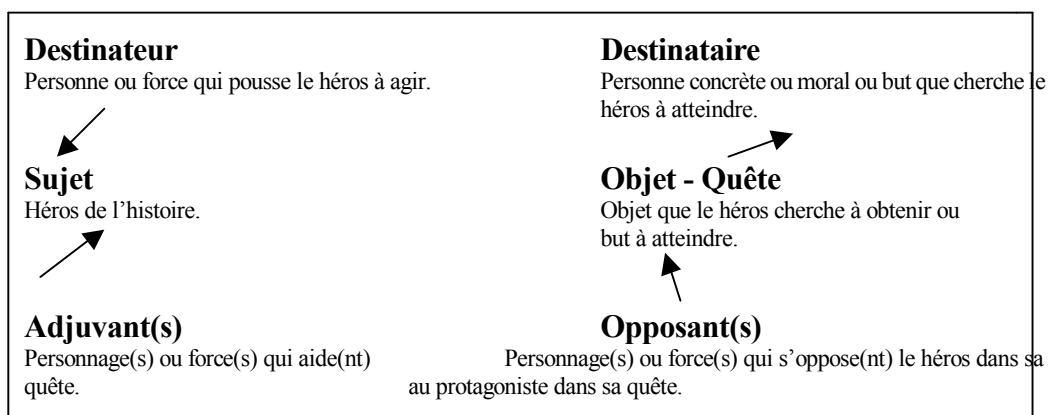 Destinateur
Personne ou force qui pousse le héros à agir.
Destinataire
Personne concrète ou moral ou but que cherche le
héros à atteindre.
Sujet
Héros de l’histoire.
Objet - Quête
Objet que le héros cherche à obtenir ou
but à atteindre.
Adjuvant(s)
Opposant(s)
Personnage(s) ou force(s) qui aide(nt) Personnage(s) ou force(s) qui s’oppose(nt) le héros dans sa
quête. au protagoniste dans sa quête.